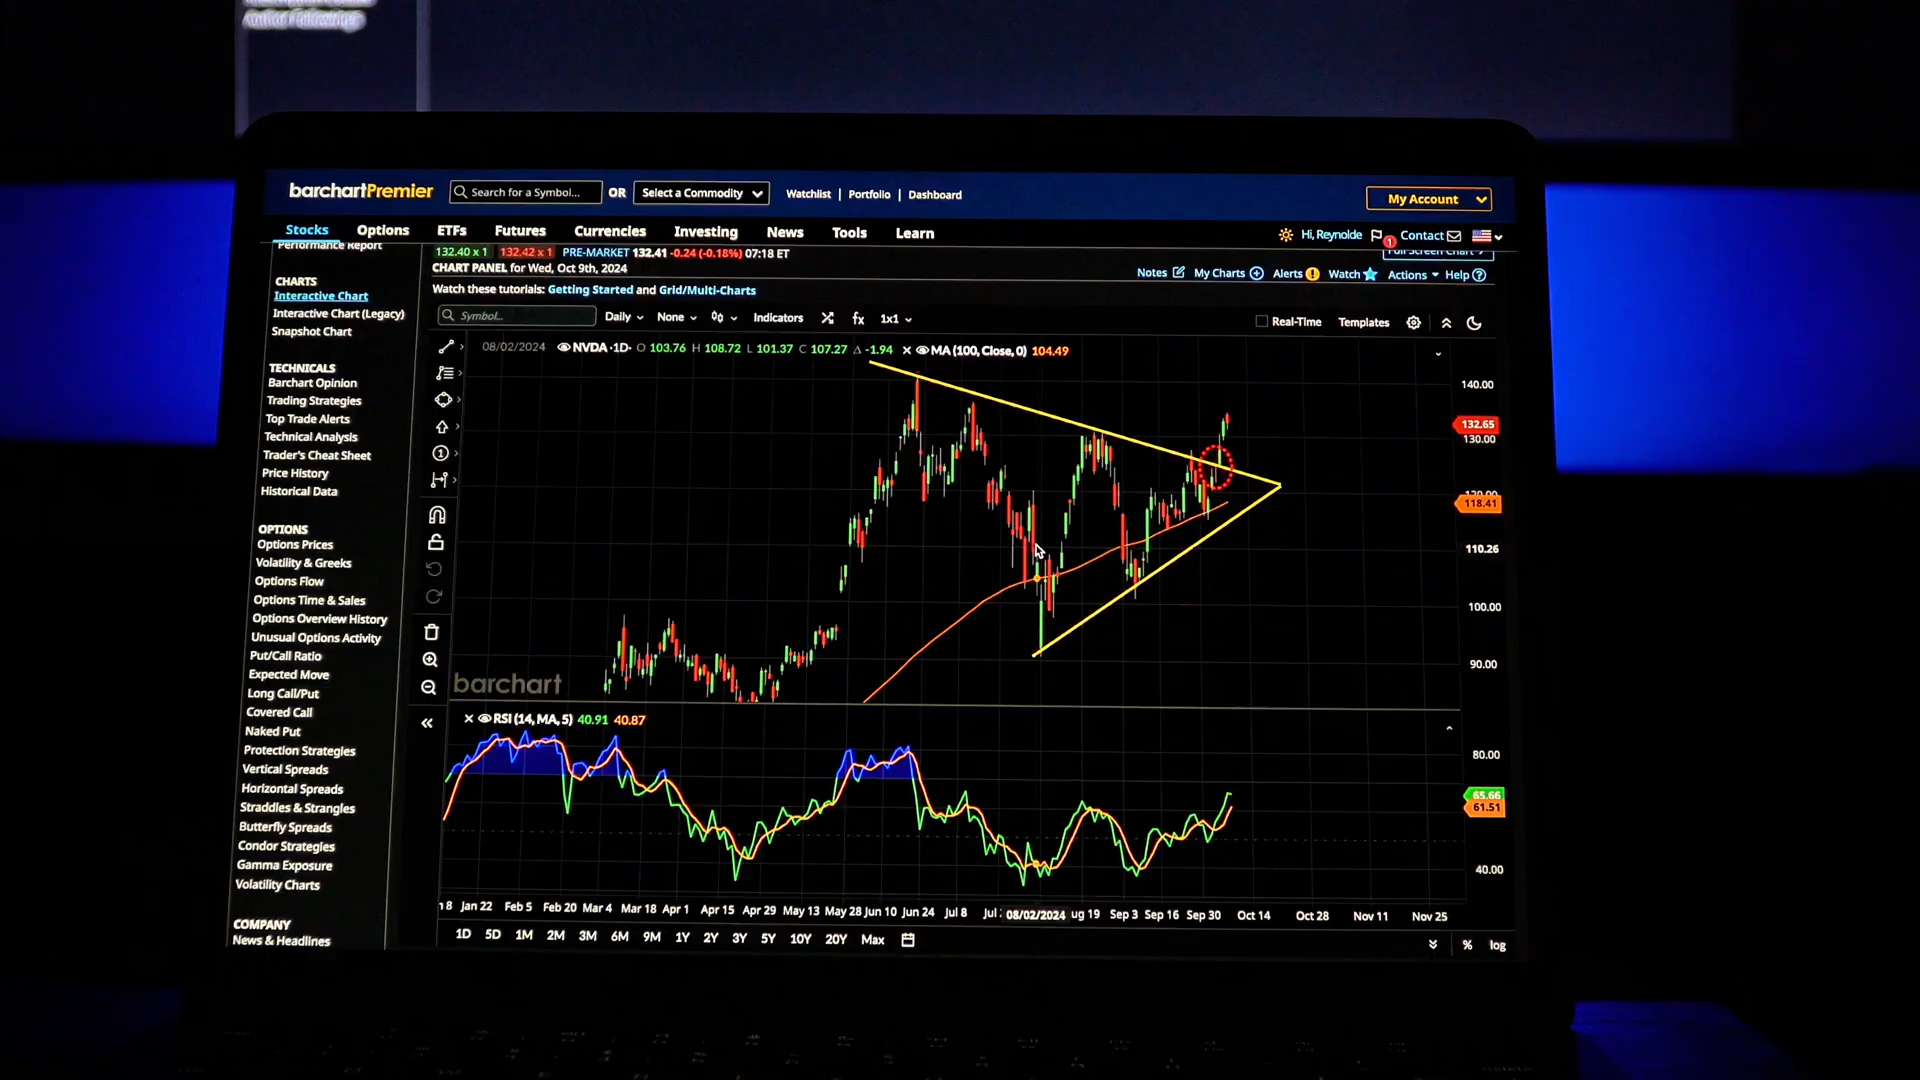 barchartPremier
Search for a Symbol... OR Select a Commodity Watchlist | Portfolio | Dashboard My Account
Stocks Options ETFs Futures Currencies Investing News Tools Learn
Hi, Reynolde 1 Contact
Performance Report
132.40 x 1 132.42 x 1 PRE-MARKET 132.41 -0.24 (-0.18%) 07:18 ET
Full Screen Chart
CHART PANEL for Wed, Oct 9th, 2024
Notes My Charts Alerts Watch Actions Help
Watch these tutorials: Getting Started and Grid/Multi-Charts
Symbol... Daily None Indicators fx 1x1 Real-Time Templates
08/02/2024 NVDA ·1D· O 103.76 H 108.72 L 101.37 C 107.27 Δ -1.94 MA (100, Close, 0) 104.49
CHARTS
Interactive Chart
Interactive Chart (Legacy)
Snapshot Chart
TECHNICALS
Barchart Opinion
Trading Strategies
Top Trade Alerts
Technical Analysis
Trader's Cheat Sheet
Price History
Historical Data
OPTIONS
Options Prices
Volatility & Greeks
Options Flow
Options Time & Sales
Options Overview History
Unusual Options Activity
Put/Call Ratio
Expected Move
Long Call/Put
Covered Call
Naked Put
Protection Strategies
Vertical Spreads
Horizontal Spreads
Straddles & Strangles
Butterfly Spreads
Condor Strategies
Gamma Exposure
Volatility Charts
COMPANY
News & Headlines
140.00
132.65
130.00
120.00
118.41
110.26
100.00
90.00
barchart
RSI (14, MA, 5) 40.91 40.87
80.00
65.66
61.51
40.00
n 8 Jan 22 Feb 5 Feb 20 Mar 4 Mar 18 Apr 1 Apr 15 Apr 29 May 13 May 28 Jun 10 Jun 24 Jul 8 Jul 08/02/2024 ug 19 Sep 3 Sep 16 Sep 30 Oct 14 Oct 28 Nov 11 Nov 25
1D 5D 1M 2M 3M 6M 9M 1Y 2Y 3Y 5Y 10Y 20Y Max % log